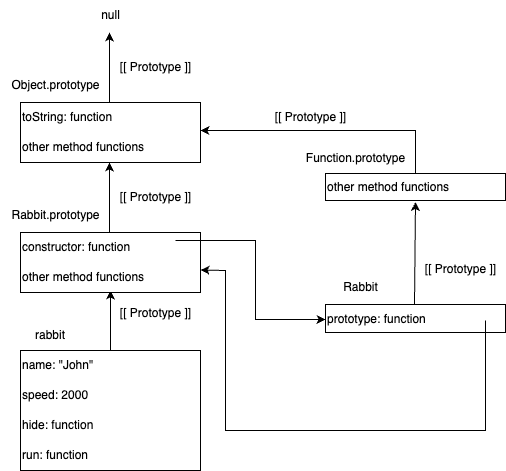 null
[[ Prototype ]]
Object.prototype
toString: function
other method functions
[[ Prototype ]]
Function.prototype
other method functions
[[ Prototype ]]
Rabbit.prototype
constructor: function
other method functions
[[ Prototype ]]
Rabbit
prototype: function
[[ Prototype ]]
rabbit
name: "John"
speed: 2000
hide: function
run: function